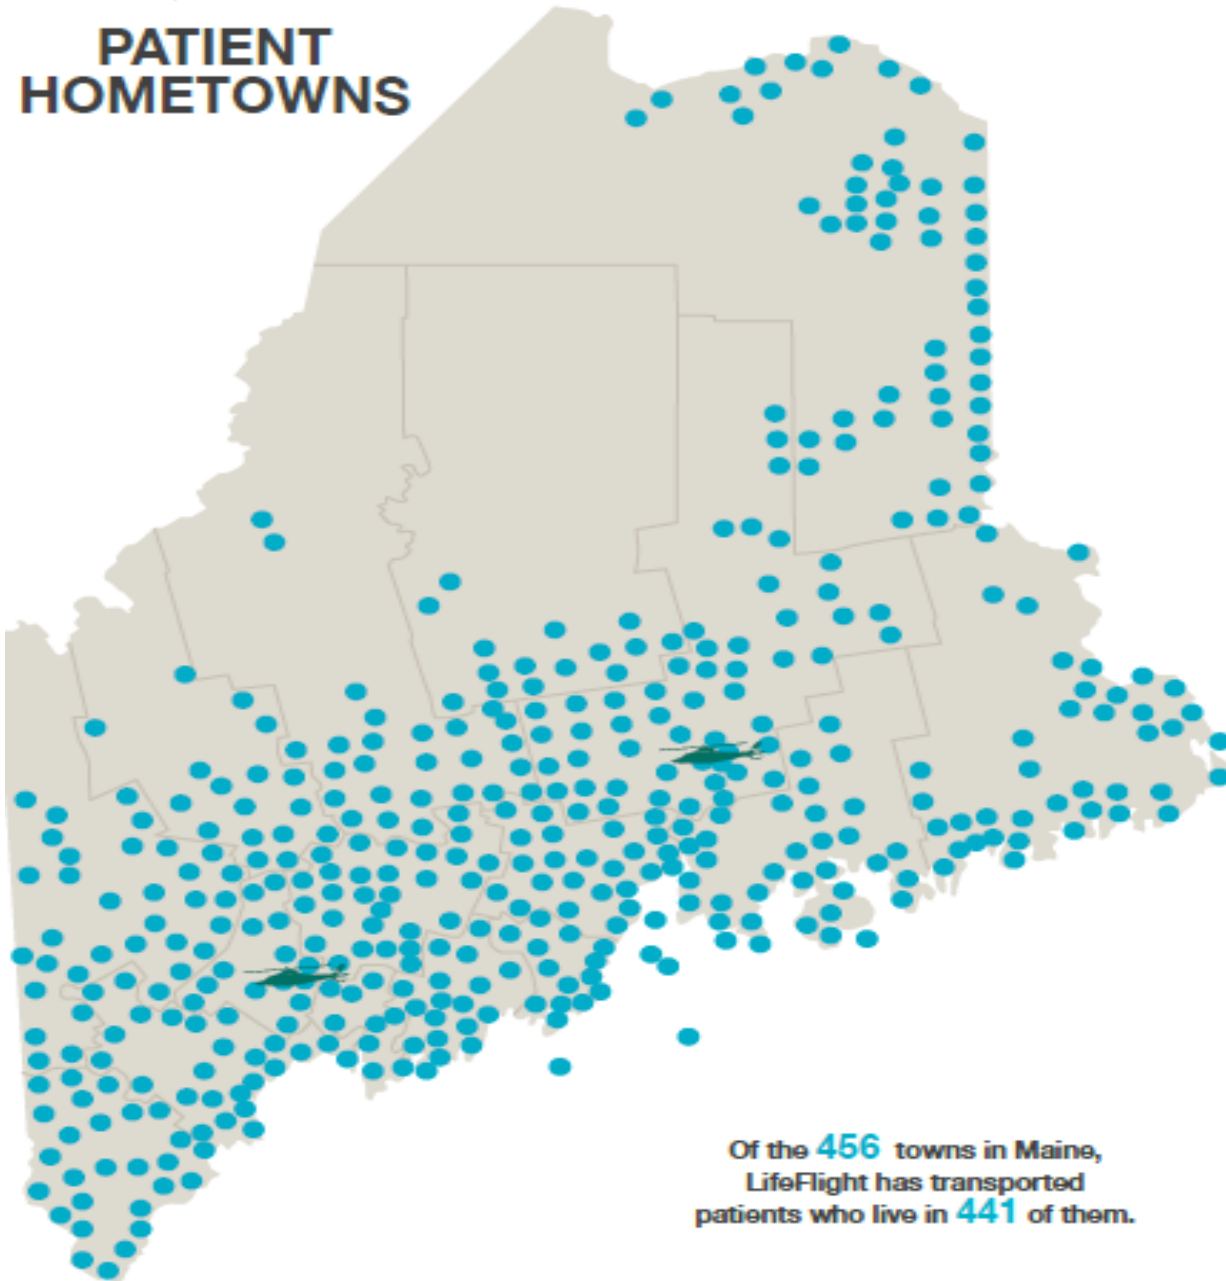 PATIENT
HOMETOWNS
Of the 456 towns in Maine,
LifeFlight has transported
patients who live in 441 of them.